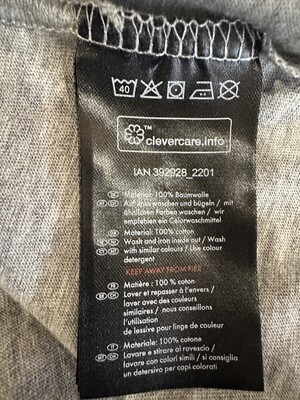 40
™
clevercare.info
IAN 392928_2201
Material: 100% Baumwolle
Auf links waschen und bügeln / mit
ähnlichen Farben waschen / wir
empfehlen ein Colorwaschmittel
Material: 100% cotton
Wash and iron inside out / Wash
with similar colours / Use colour
detergent
KEEP AWAY FROM FIRE
Matière : 100 % coton
Laver et repasser à l'envers /
laver avec des couleurs
similaires / nous conseillons
l'utilisation
de lessive pour linge de couleur
Materiale: 100% cotone
Lavare e stirare al rovescio /
lavare con colori simili / si consiglia
un detersivo per capi colorati